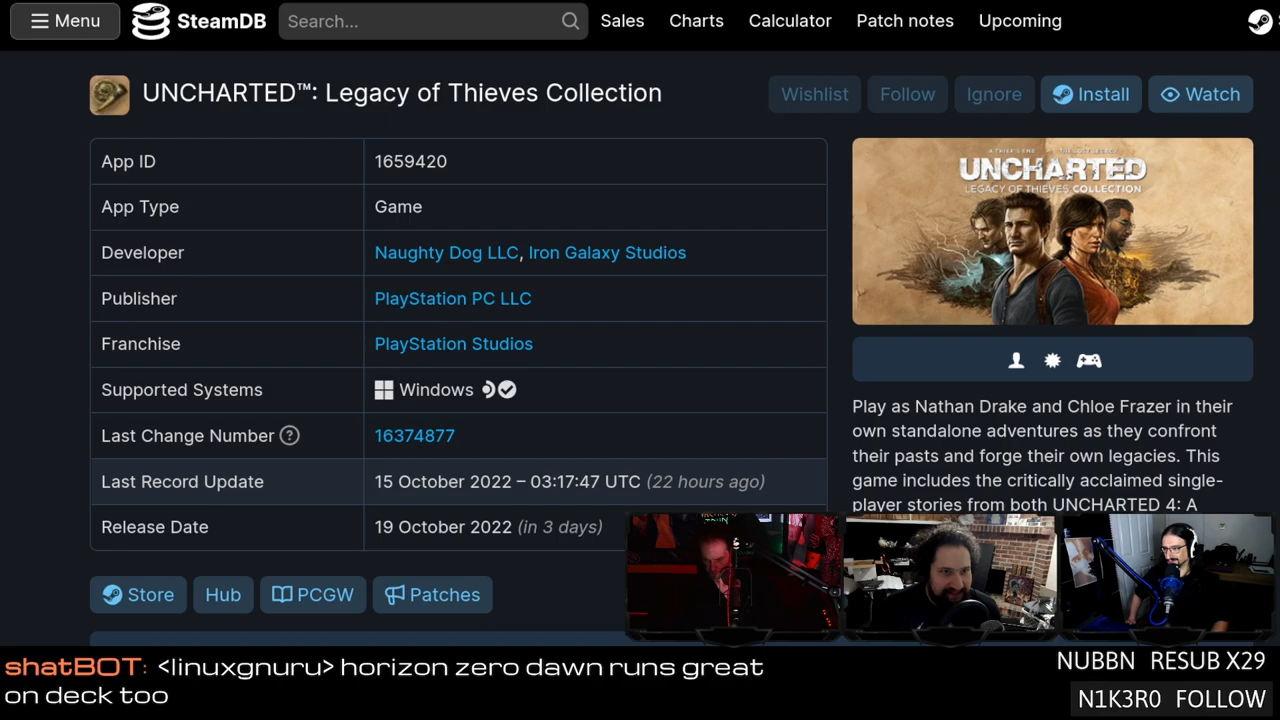 Menu SteamDB Search... Sales Charts Calculator Patch notes Upcoming
UNCHARTED™: Legacy of Thieves Collection Wishlist Follow Ignore Install Watch
App ID 1659420
App Type Game
Developer Naughty Dog LLC, Iron Galaxy Studios
Publisher PlayStation PC LLC
Franchise PlayStation Studios
Supported Systems Windows
Last Change Number ? 16374877
Last Record Update 15 October 2022 – 03:17:47 UTC (22 hours ago)
Release Date 19 October 2022 (in 3 days)
A THIEF'S END THE LOST LEGACY
UNCHARTED
LEGACY OF THIEVES COLLECTION
Play as Nathan Drake and Chloe Frazer in their
own standalone adventures as they confront
their pasts and forge their own legacies. This
game includes the critically acclaimed single-
player stories from both UNCHARTED 4: A
Store Hub PCGW Patches
shatBOT: <linuxgnuru> horizon zero dawn runs great
on deck too
NUBBN RESUB X29
N1K3R0 FOLLOW